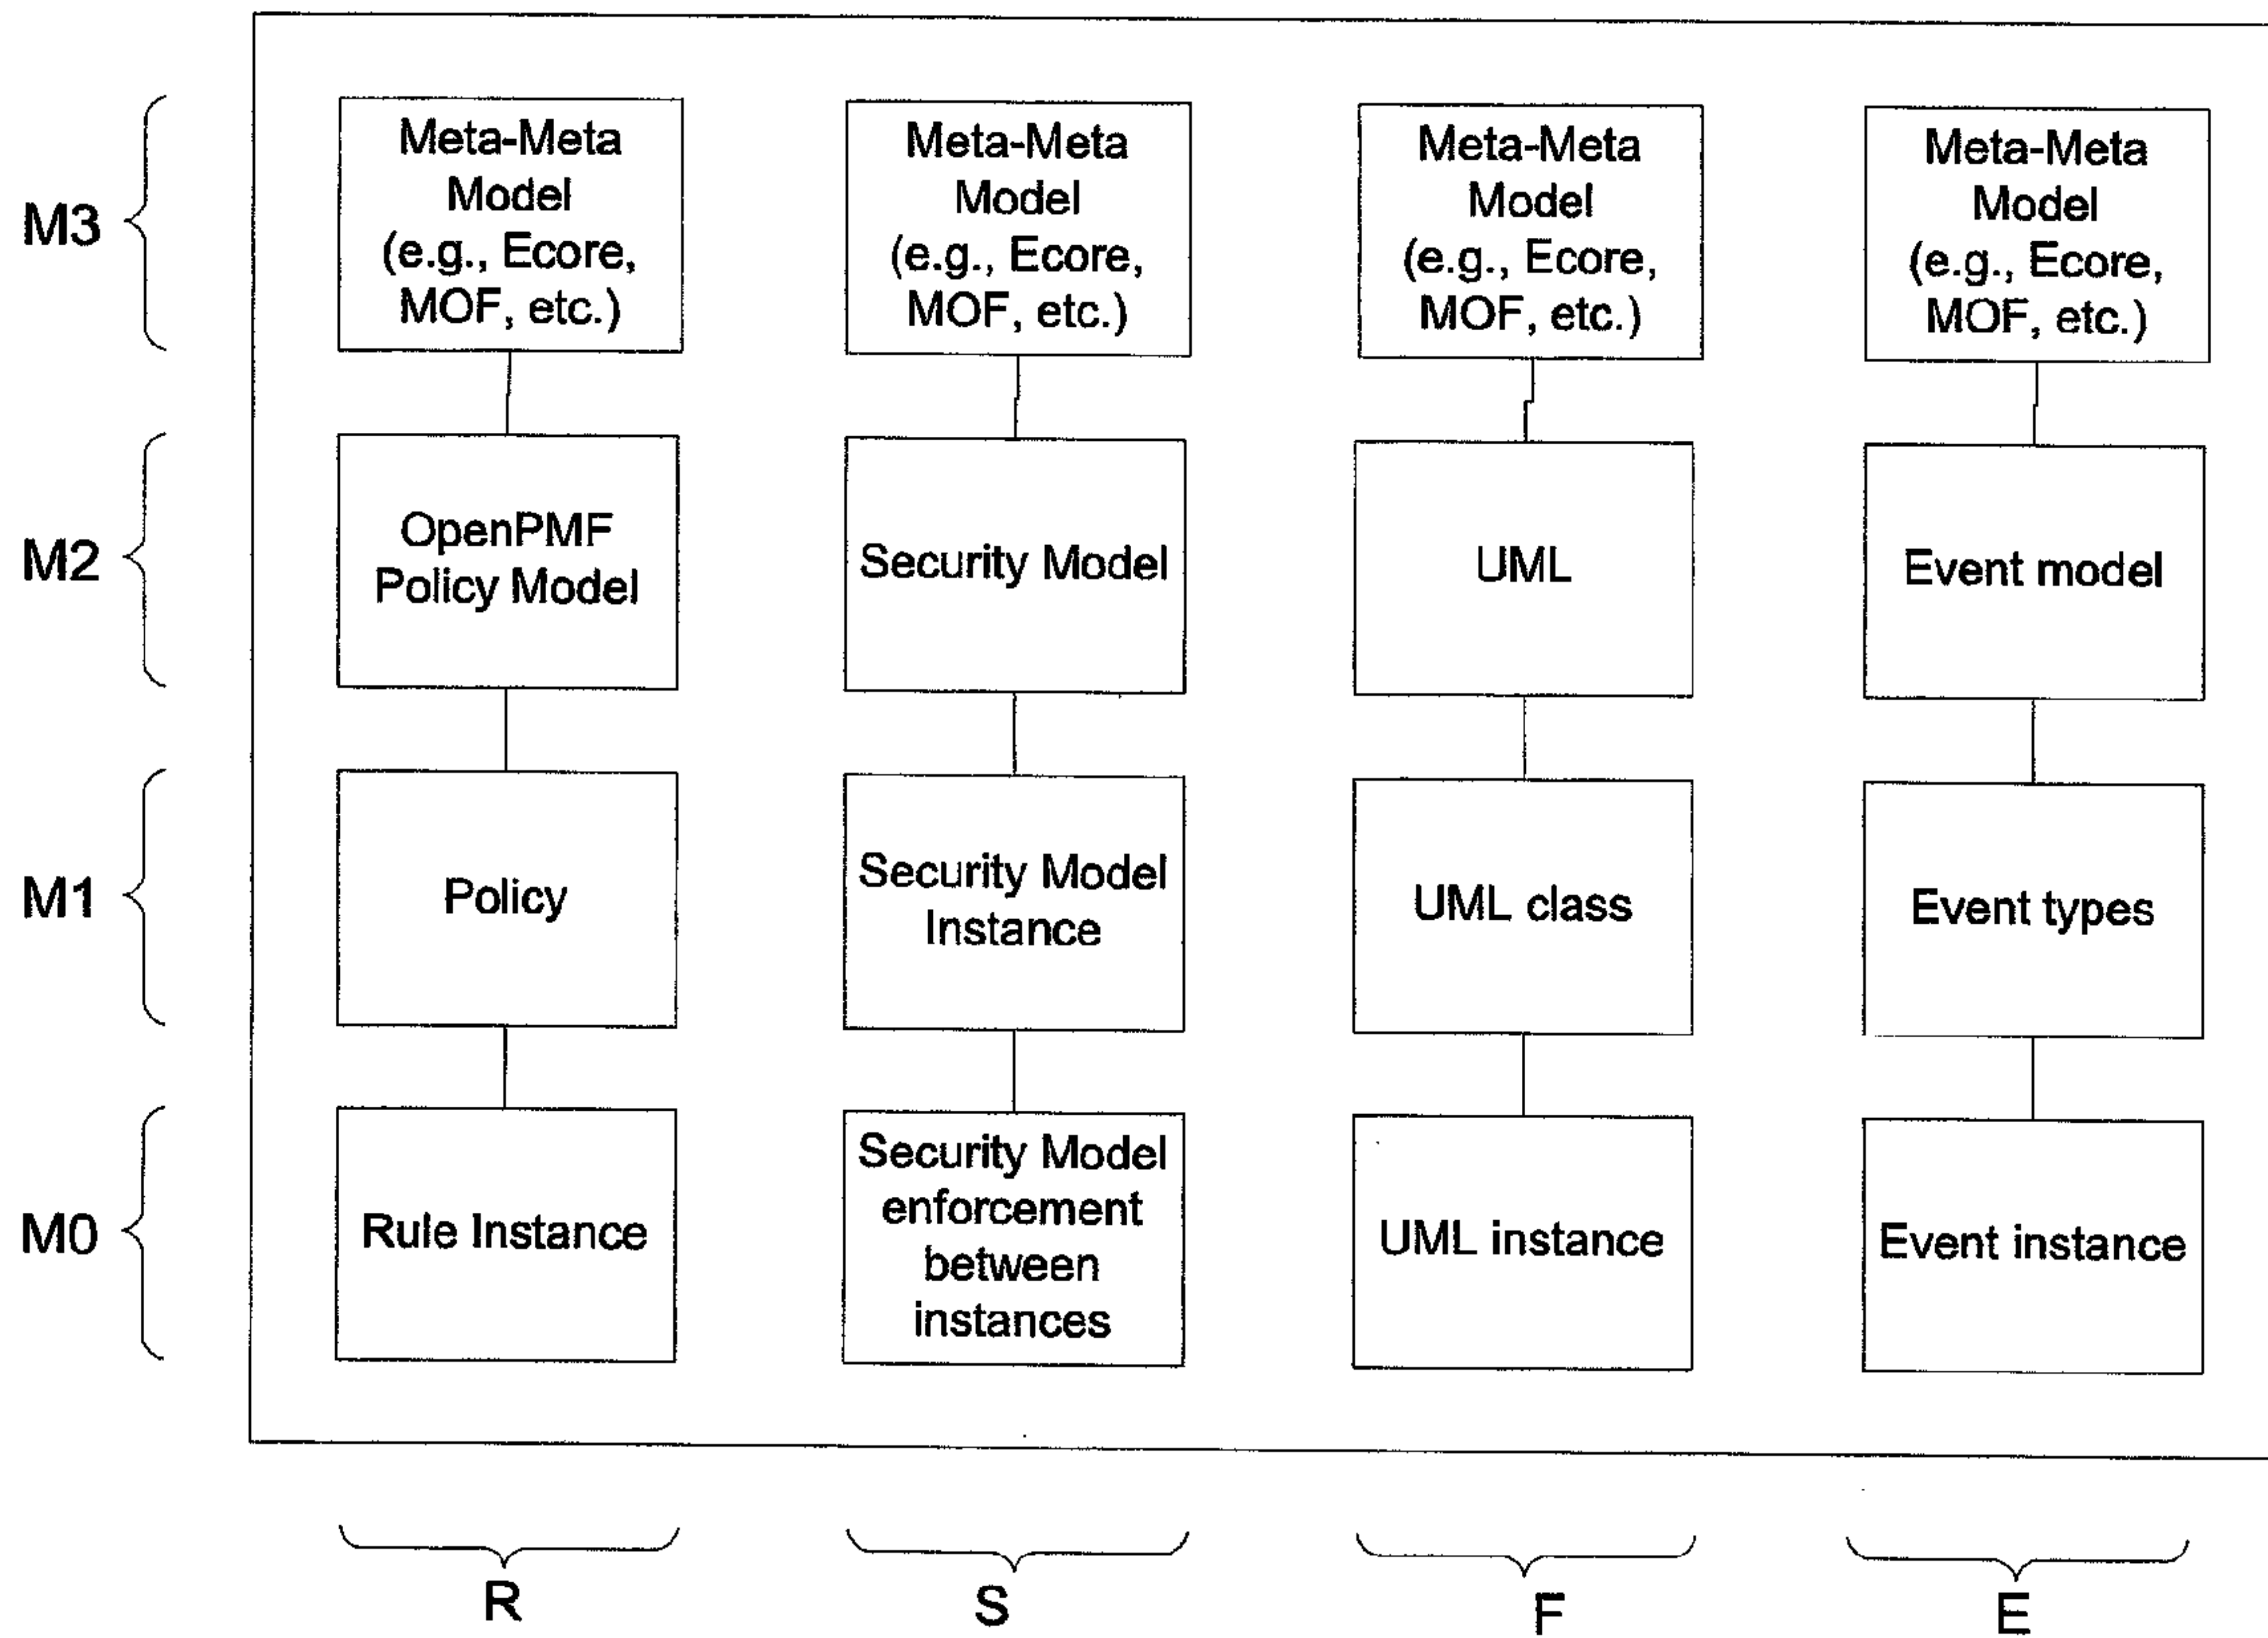 M3
Meta-Meta
Model
(e.g., Ecore,
MOF, etc.)
Meta-Meta
Model
(e.g., Ecore,
MOF, etc.)
Meta-Meta
Model
(e.g., Ecore,
MOF, etc.)
Meta-Meta
Model
(e.g., Ecore,
MOF, etc.)
M2
OpenPMF
Policy Model
Security Model
UML
Event model
M1
Policy
Security Model
Instance
UML class
Event types
M0
Rule Instance
Security Model
enforcement
between
instances
UML instance
Event instance
R
S
F
E